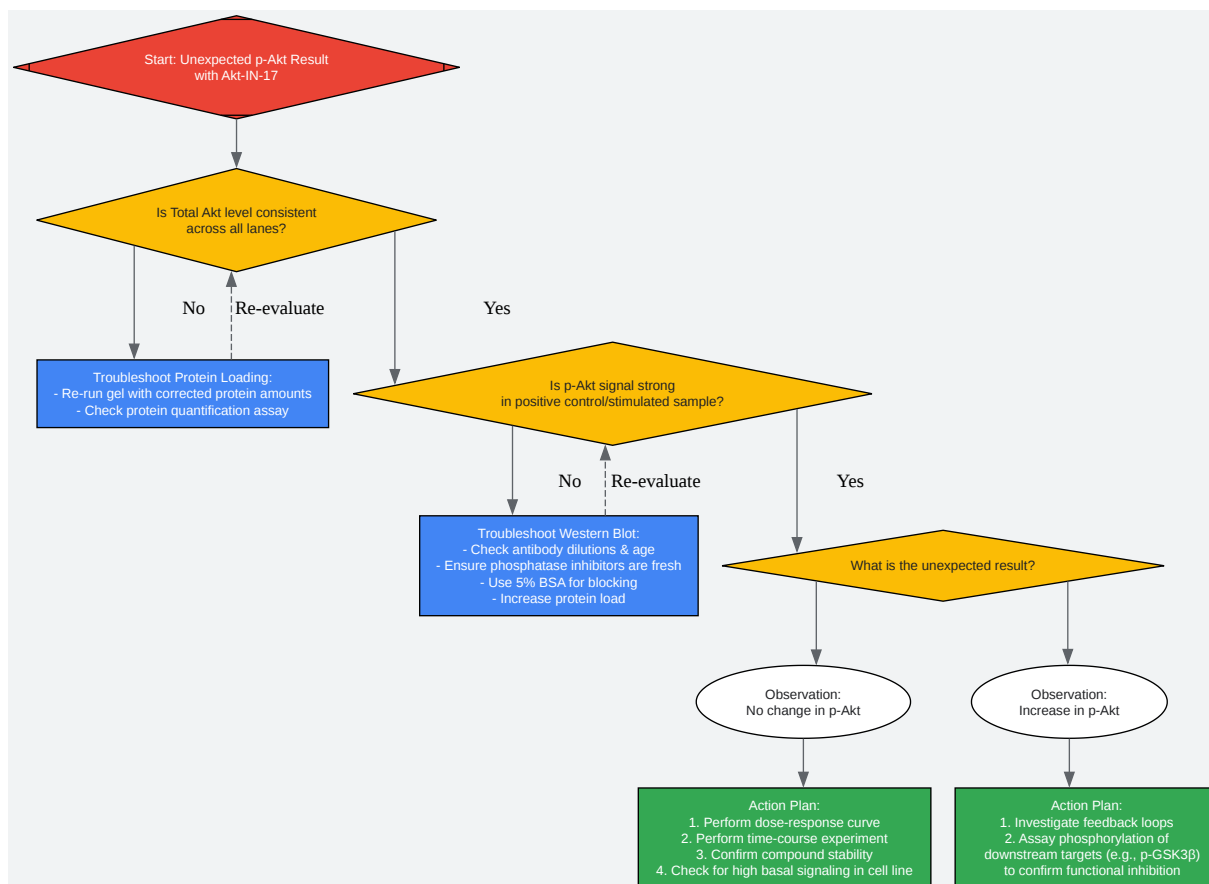 Start: Unexpected p-Akt Result
with Akt-IN-17
Is Total Akt level consistent
across all lanes?
No
Re-evaluate
Yes
Troubleshoot Protein Loading:
- Re-run gel with corrected protein amounts
- Check protein quantification assay
Is p-Akt signal strong
in positive control/stimulated sample?
No
Re-evaluate
Yes
Troubleshoot Western Blot:
- Check antibody dilutions & age
- Ensure phosphatase inhibitors are fresh
- Use 5% BSA for blocking
- Increase protein load
What is the unexpected result?
Observation:
No change in p-Akt
Observation:
Increase in p-Akt
Action Plan:
1. Perform dose-response curve
2. Perform time-course experiment
3. Confirm compound stability
4. Check for high basal signaling in cell line
Action Plan:
1. Investigate feedback loops
2. Assay phosphorylation of
downstream targets (e.g., p-GSK3β)
to confirm functional inhibition